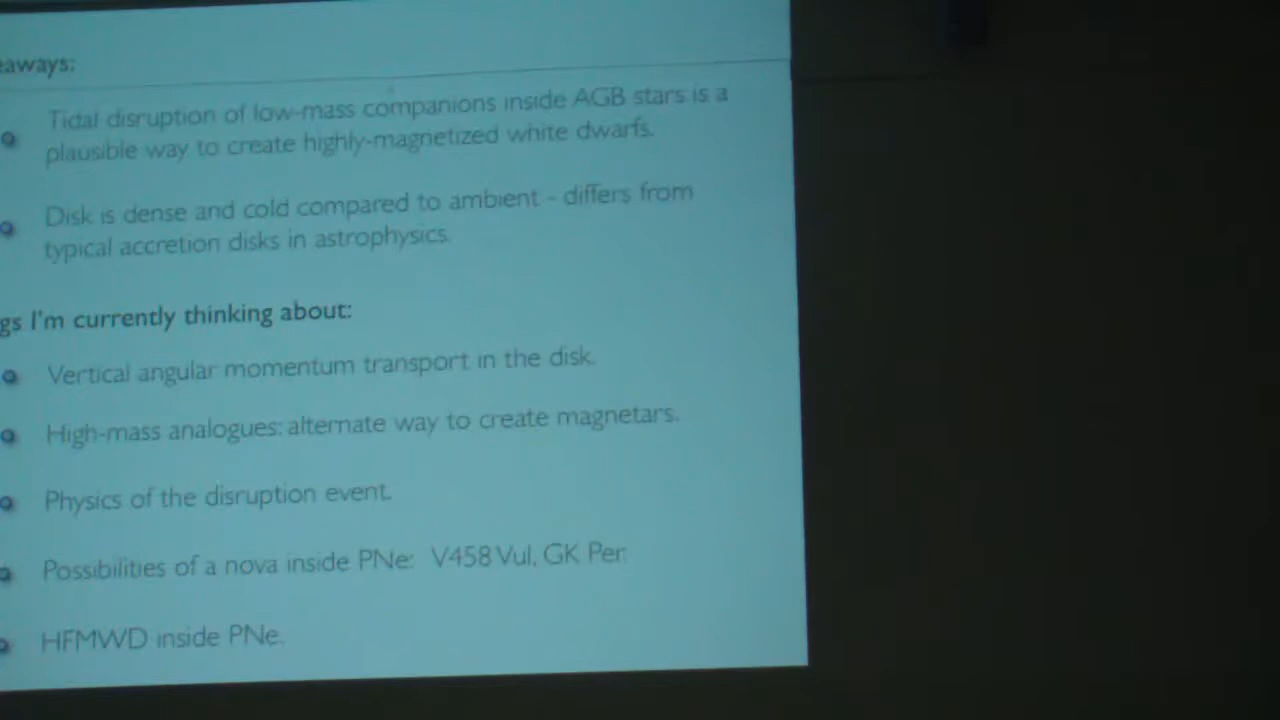 eaways:
Tidal disruption of low-mass companions inside AGB stars is a
plausible way to create highly-magnetized white dwarfs.
Disk is dense and cold compared to ambient - differs from
typical accretion disks in astrophysics.
gs I'm currently thinking about:
Vertical angular momentum transport in the disk.
High-mass analogues: alternate way to create magnetars.
Physics of the disruption event.
Possibilities of a nova inside PNe: V458 Vul, GK Per.
HFMWD inside PNe.